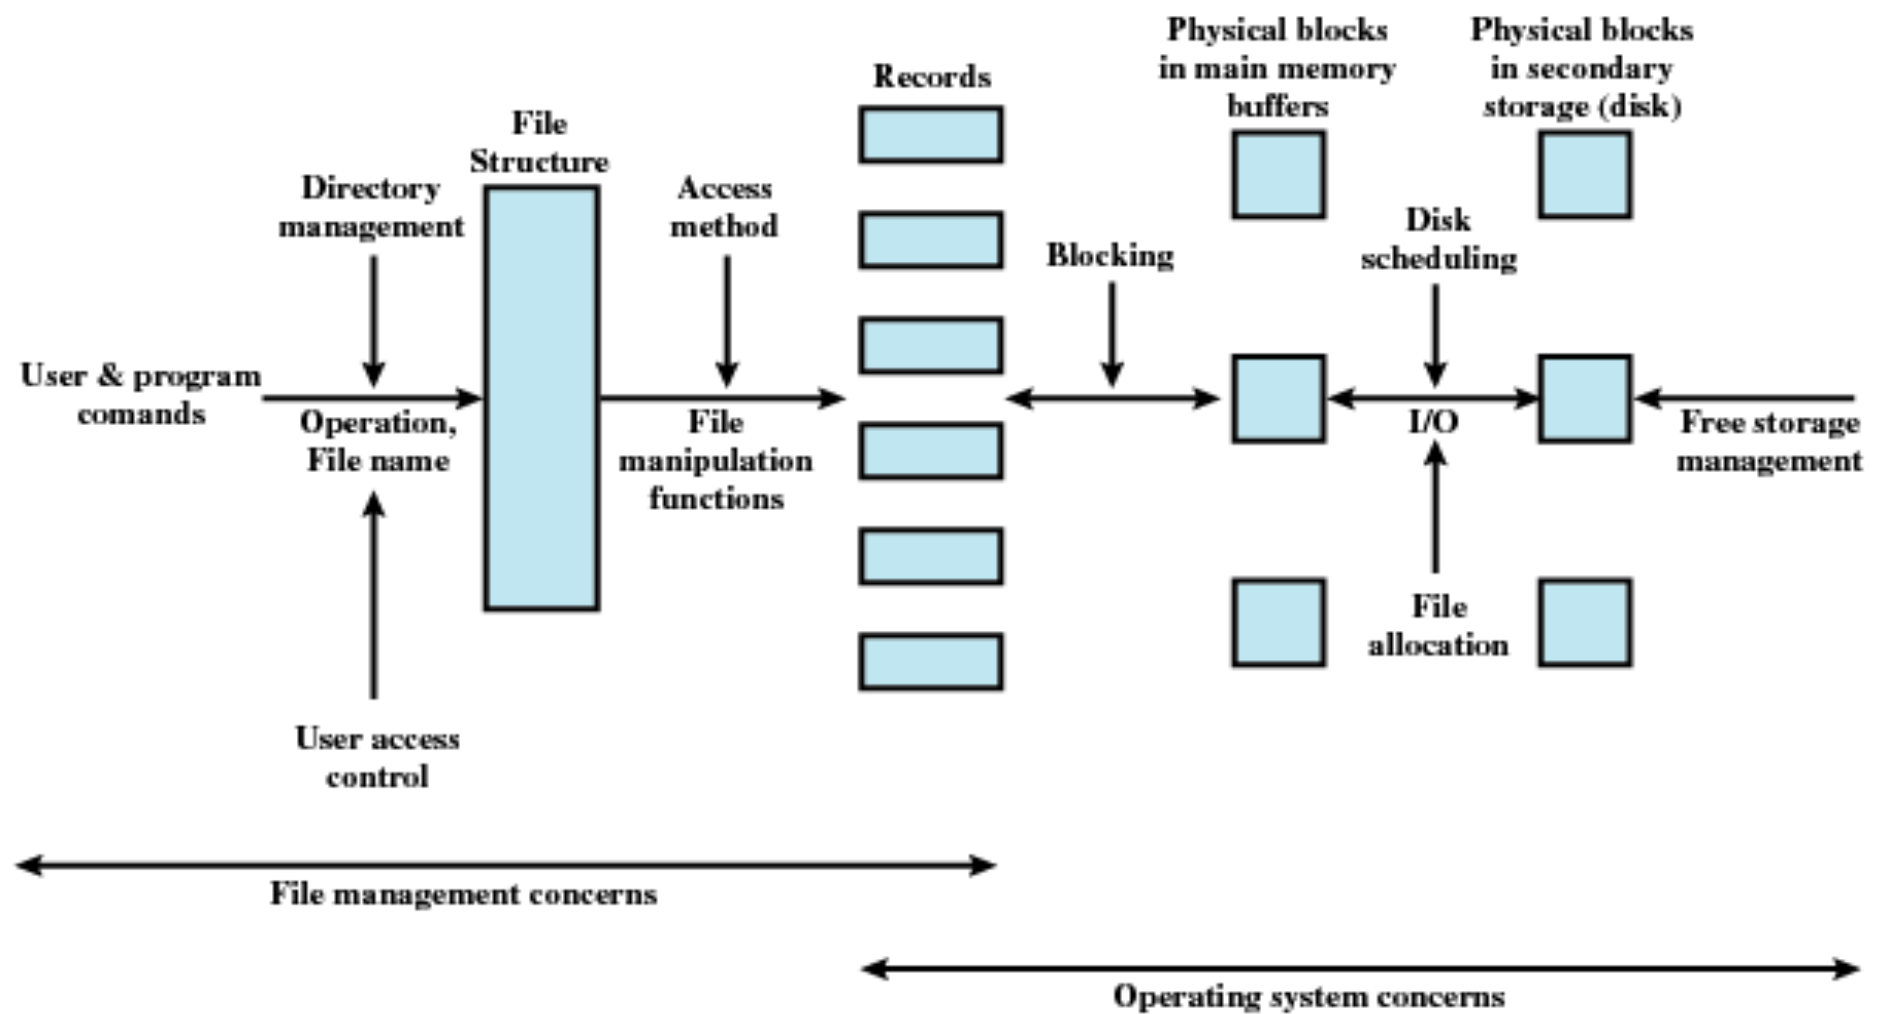 Physical blocks
in main memory
buffers
Physical blocks
in secondary
storage (disk)
Records
File
Structure
Directory
management
Access
method
Blocking
Disk
scheduling
User & program
comands
Operation,
File name
File
manipulation
functions
I/O
Free storage
management
File
allocation
User access
control
File management concerns
Operating system concerns